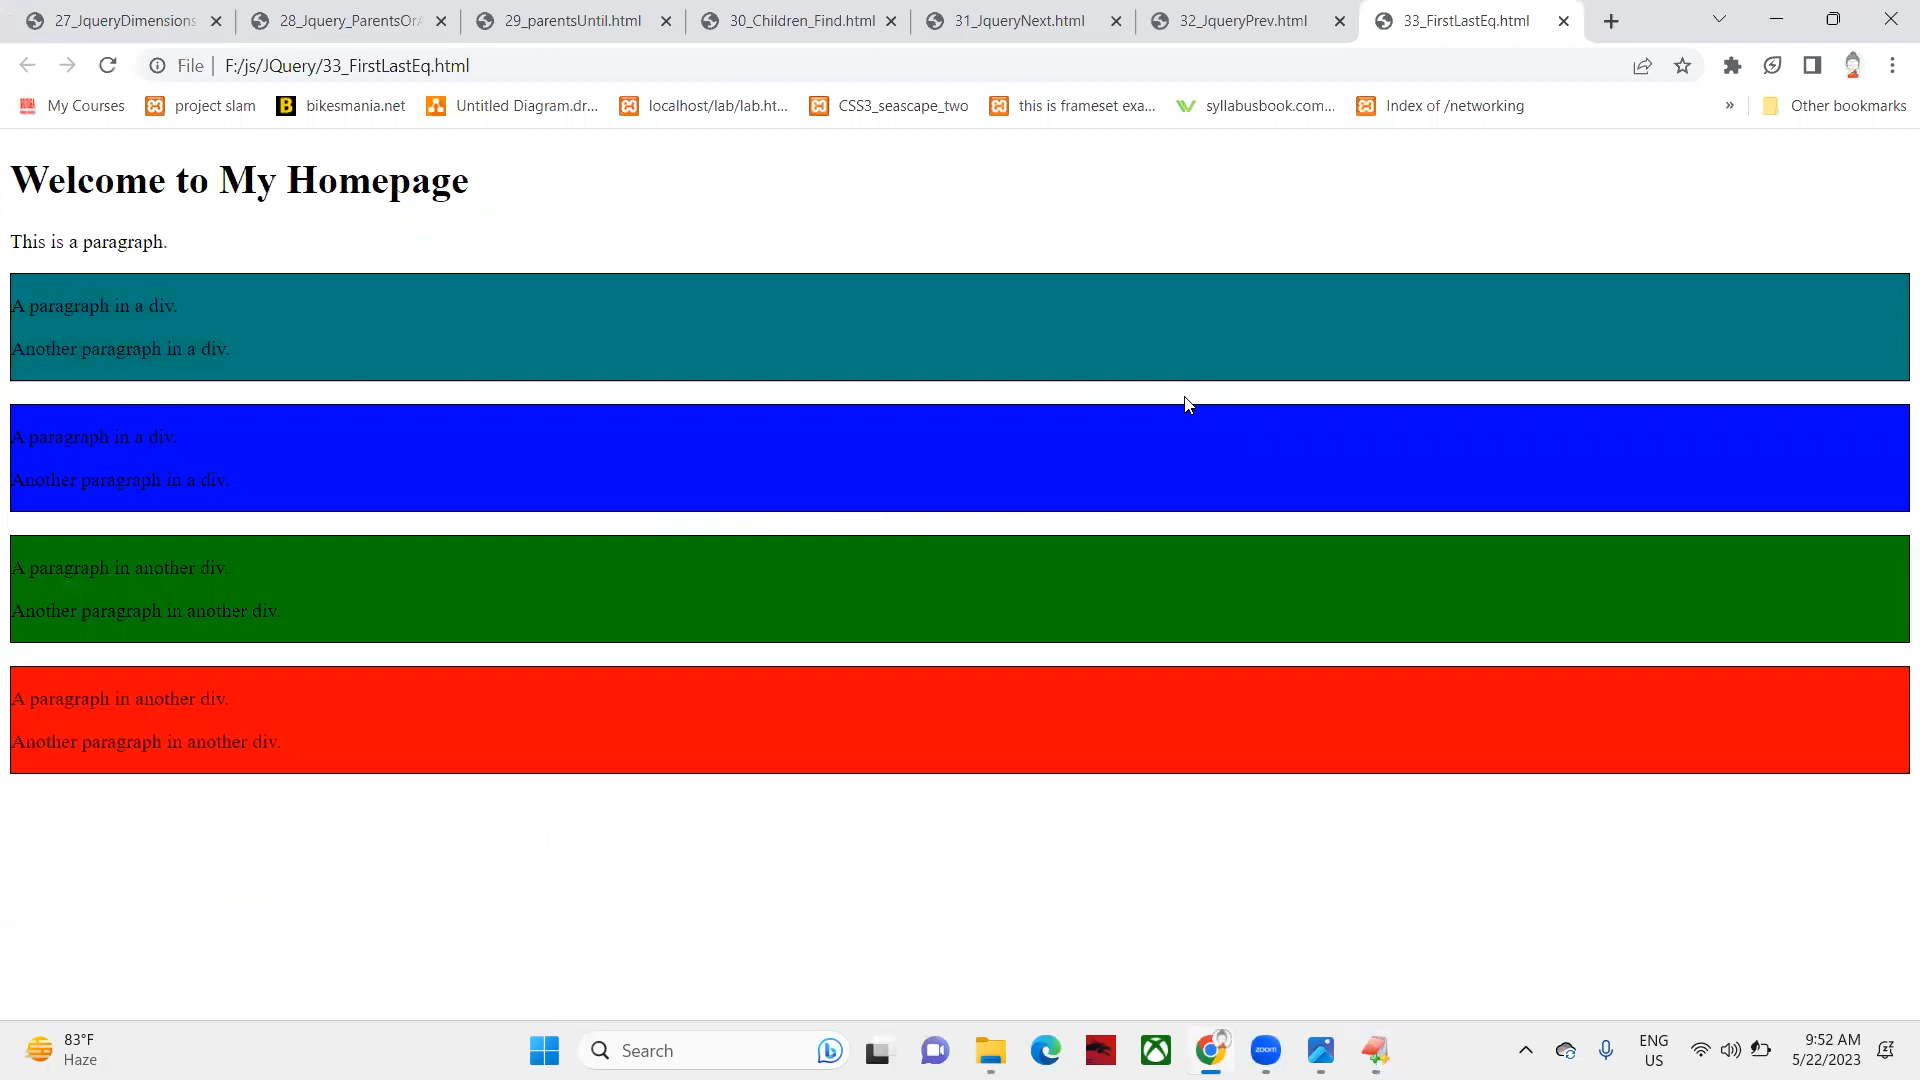 27_JqueryDimensions
28_Jquery_ParentsOr
29_parentsUntil.html
30_Children_Find.html
31_JqueryNext.html
32_JqueryPrev.html
33_FirstLastEq.html
File | F:/js/JQuery/33_FirstLastEq.html
My Courses
project slam
B bikesmania.net
Untitled Diagram.dr...
localhost/lab/lab.ht...
CSS3_seascape_two
this is frameset exa...
syllabusbook.com...
Index of /networking
»
Other bookmarks
Welcome to My Homepage
This is a paragraph.
A paragraph in a div.
Another paragraph in a div.
A paragraph in a div.
Another paragraph in a div.
A paragraph in another div.
Another paragraph in another div.
A paragraph in another div.
Another paragraph in another div.
83°F
Haze
Search
zoom
ENG
US
9:52 AM
5/22/2023